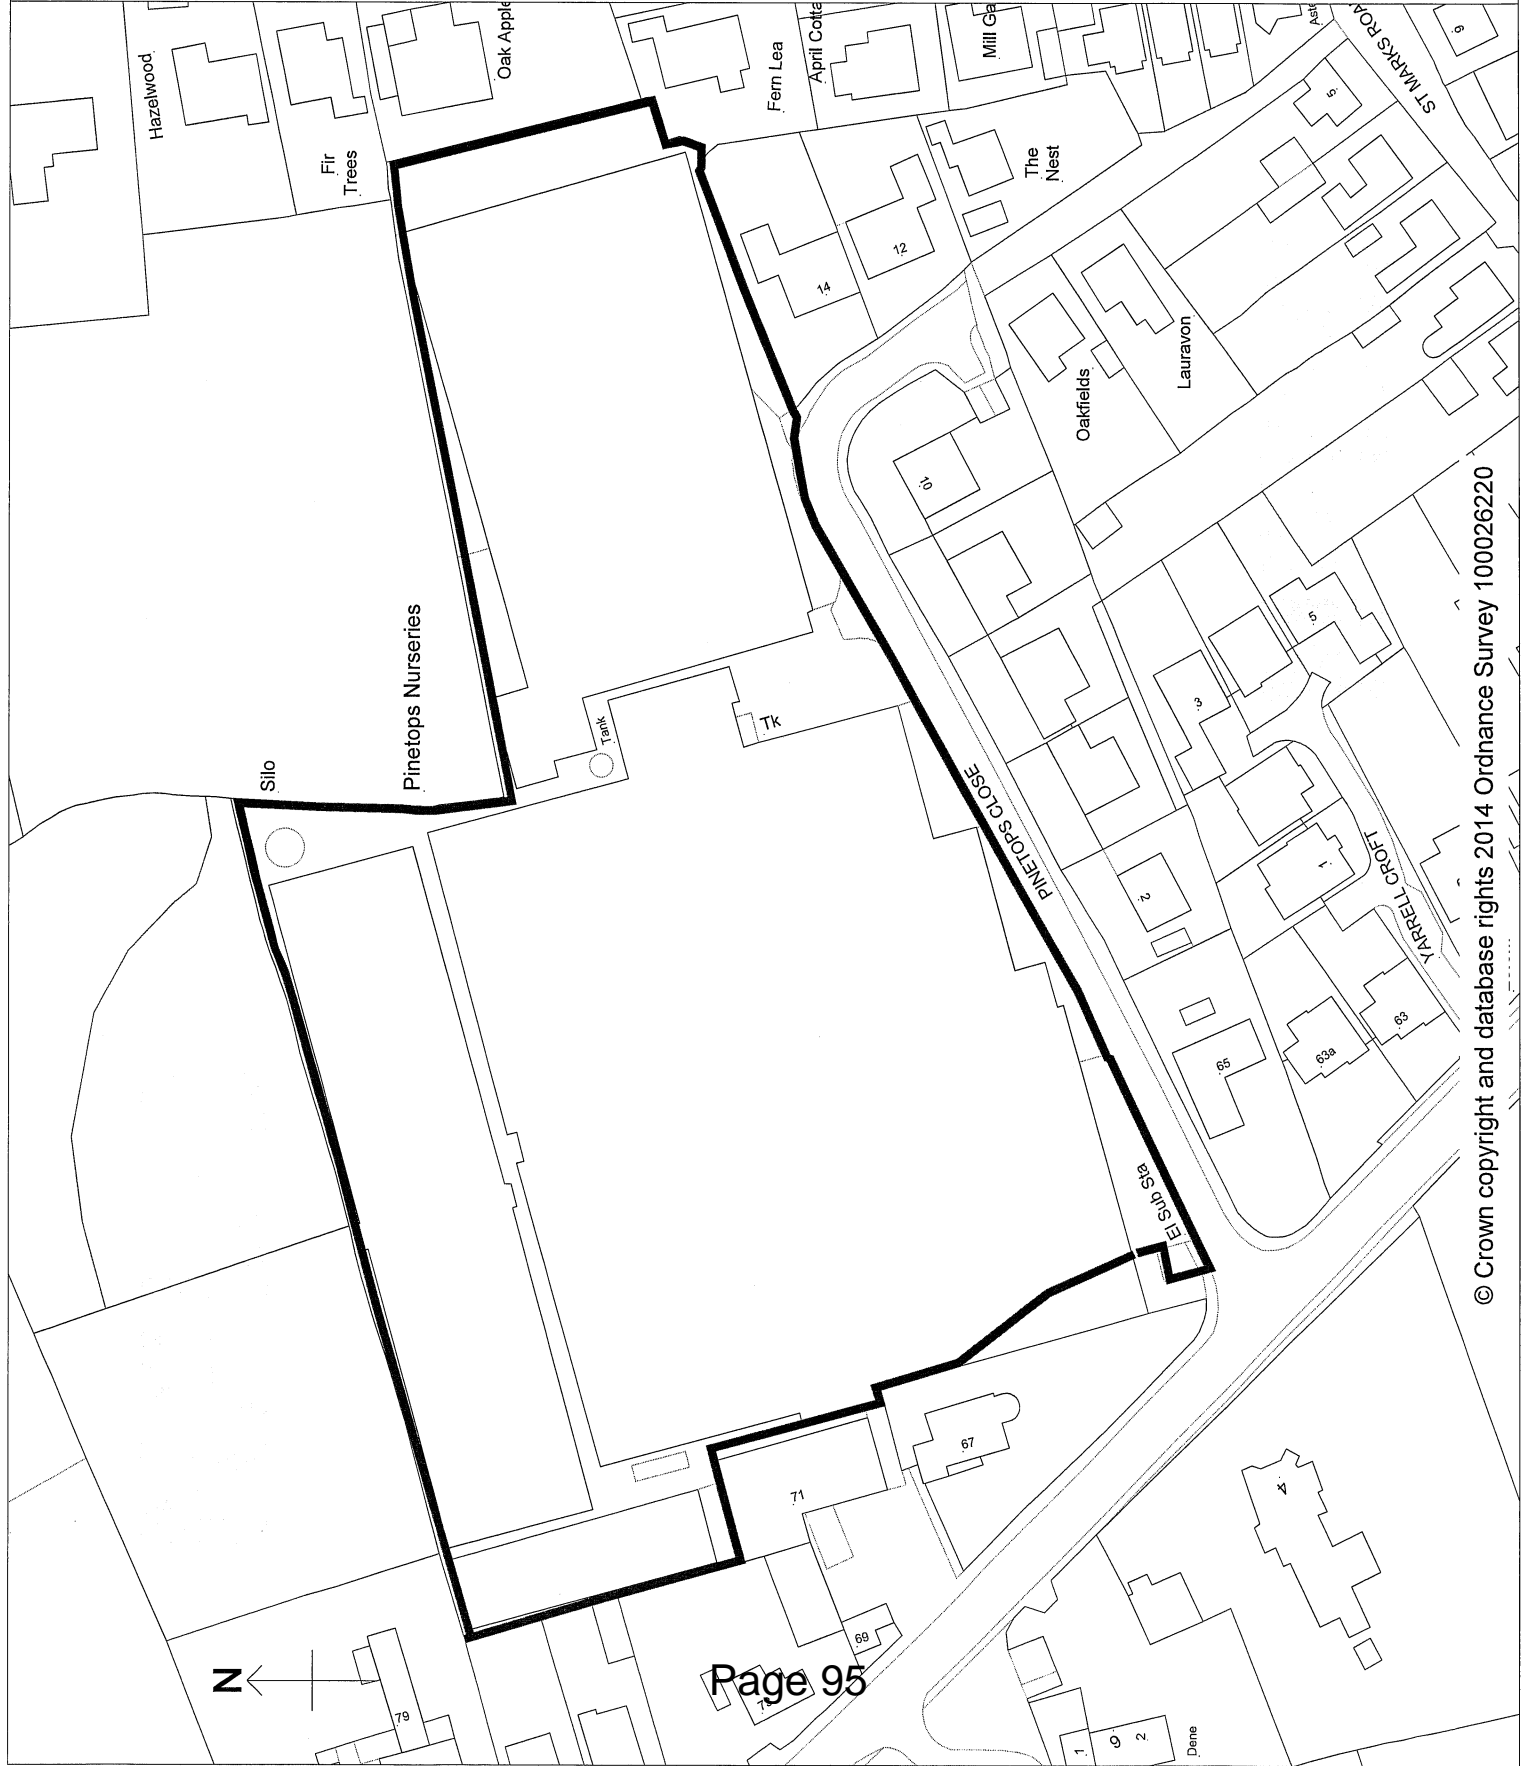 Hazelwood
Fir
Trees
Oak Apple
Fern Lea
April Cotta
Mill Ga
ST MARKS ROA
9
5
The
Nest
12
14
Silo
Pinetops Nurseries
Tank
Tk
10
Oakfields
Lauravon
PINETOPS CLOSE
2
3
5
1
YARRELL CROFT
65
63a
63
El Sub Sta
67
71
69
79
N
4
1
9
2
Dene
Page 95
© Crown copyright and database rights 2014 Ordnance Survey 100026220